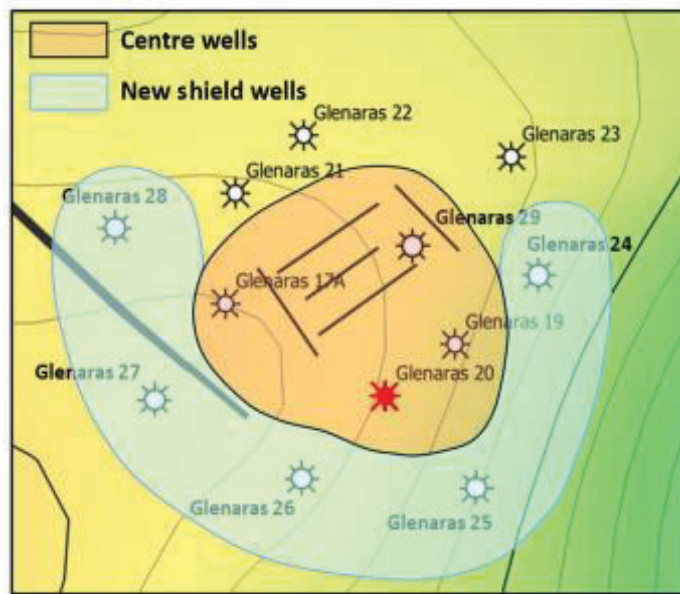 Centre wells
New shield wells
Glenaras 22
Glenaras 23
Glenaras 21
Glenaras 28
Glenaras 29
Glenaras 24
Glenaras 17A
Glenaras 19
Glenaras 20
Glenaras 27
Glenaras 26
Glenaras 25